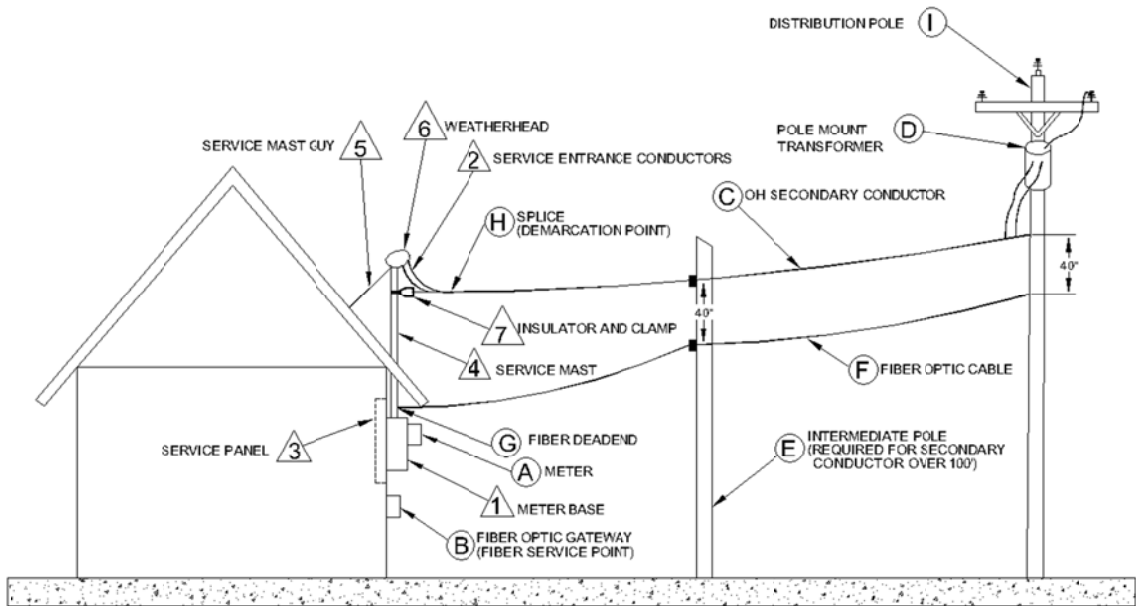 DISTRIBUTION POLE I
6 WEATHERHEAD
SERVICE MAST GUY 5
2 SERVICE ENTRANCE CONDUCTORS
D
POLE MOUNT
TRANSFORMER
C OH SECONDARY CONDUCTOR
H SPLICE
(DEMARCATION POINT)
40"
40"
7 INSULATOR AND CLAMP
4 SERVICE MAST
F FIBER OPTIC CABLE
G FIBER DEADEND
SERVICE PANEL 3
A METER
E INTERMEDIATE POLE
(REQUIRED FOR SECONDARY
CONDUCTOR OVER 100')
1 METER BASE
B FIBER OPTIC GATEWAY
(FIBER SERVICE POINT)